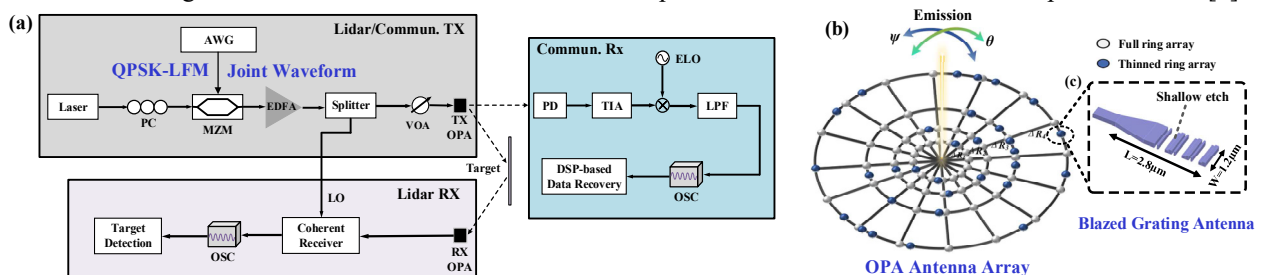 (a)
Lidar/Commun. TX
AWG
QPSK-LFM Joint Waveform
Laser
PC
MZM
EDFA
Splitter
VOA
TX
OPA
Target
LO
Lidar RX
Target
Detection
OSC
Coherent
Receiver
RX
OPA
Commun. Rx
ELO
PD
TIA
LPF
DSP-based
Data Recovery
OSC
(b)
Emission
ψ
θ
Full ring array
Thinned ring array
(c)
Shallow etch
L=2.8μm
W=1.2μm
Blazed Grating Antenna
OPA Antenna Array